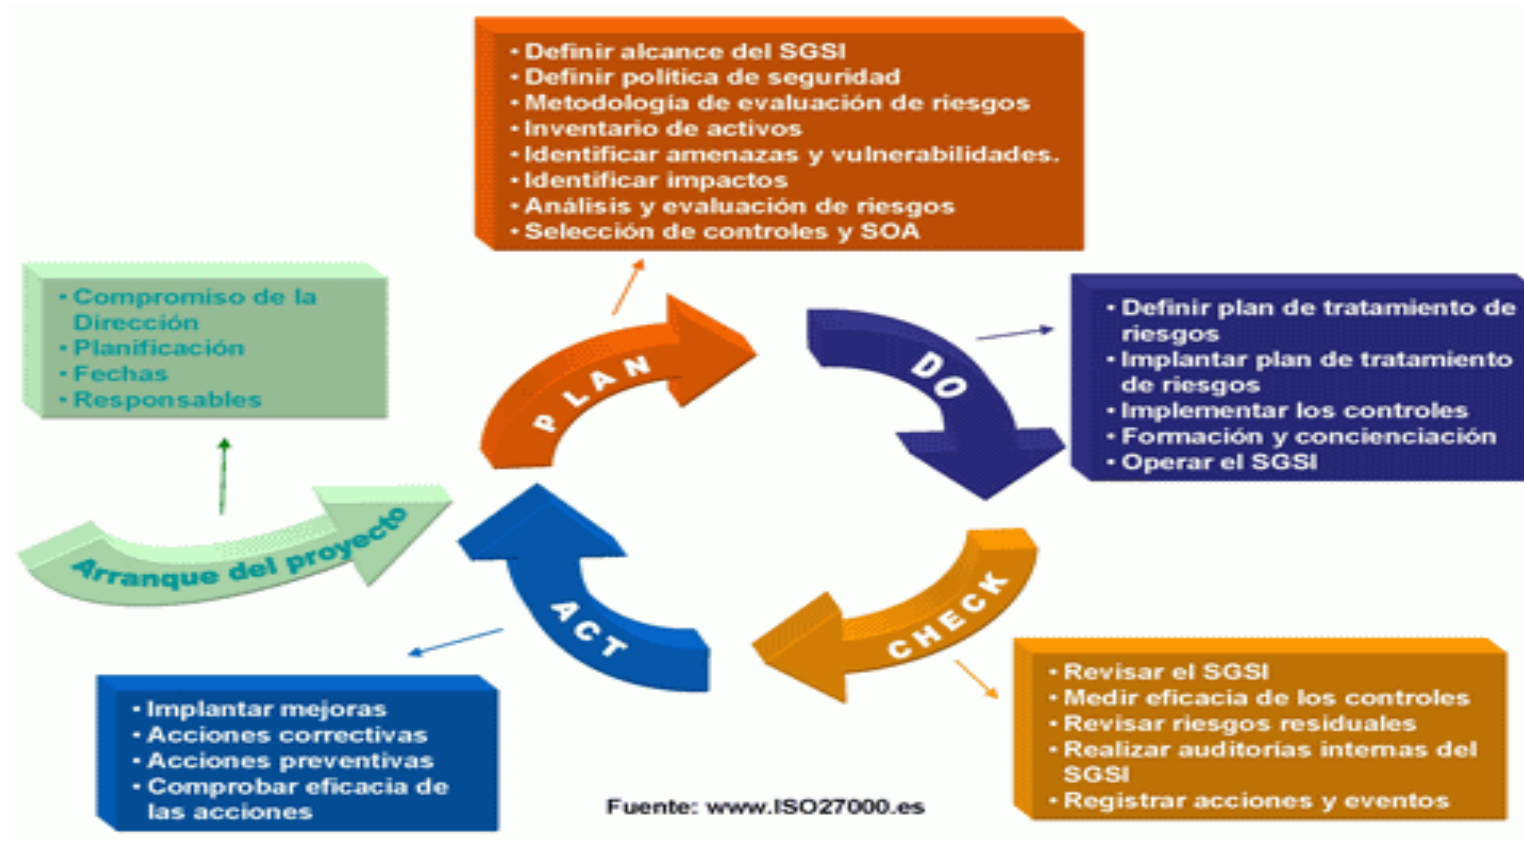 • Definir alcance del SGSI
• Definir política de seguridad
• Metodología de evaluación de riesgos
• Inventario de activos
• Identificar amenazas y vulnerabilidades.
• Identificar impactos
• Análisis y evaluación de riesgos
• Selección de controles y SOA
• Compromiso de la
Dirección
• Planificación
• Fechas
• Responsables
• Definir plan de tratamiento de
riesgos
• Implantar plan de tratamiento
de riesgos
• Implementar los controles
• Formación y concienciación
• Operar el SGSI
PLAN
DO
Arranque del proyecto
ACT
CHECK
• Implantar mejoras
• Acciones correctivas
• Acciones preventivas
• Comprobar eficacia de
las acciones
• Revisar el SGSI
• Medir eficacia de los controles
• Revisar riesgos residuales
• Realizar auditorías internas del
SGSI
• Registrar acciones y eventos
Fuente: www.ISO27000.es